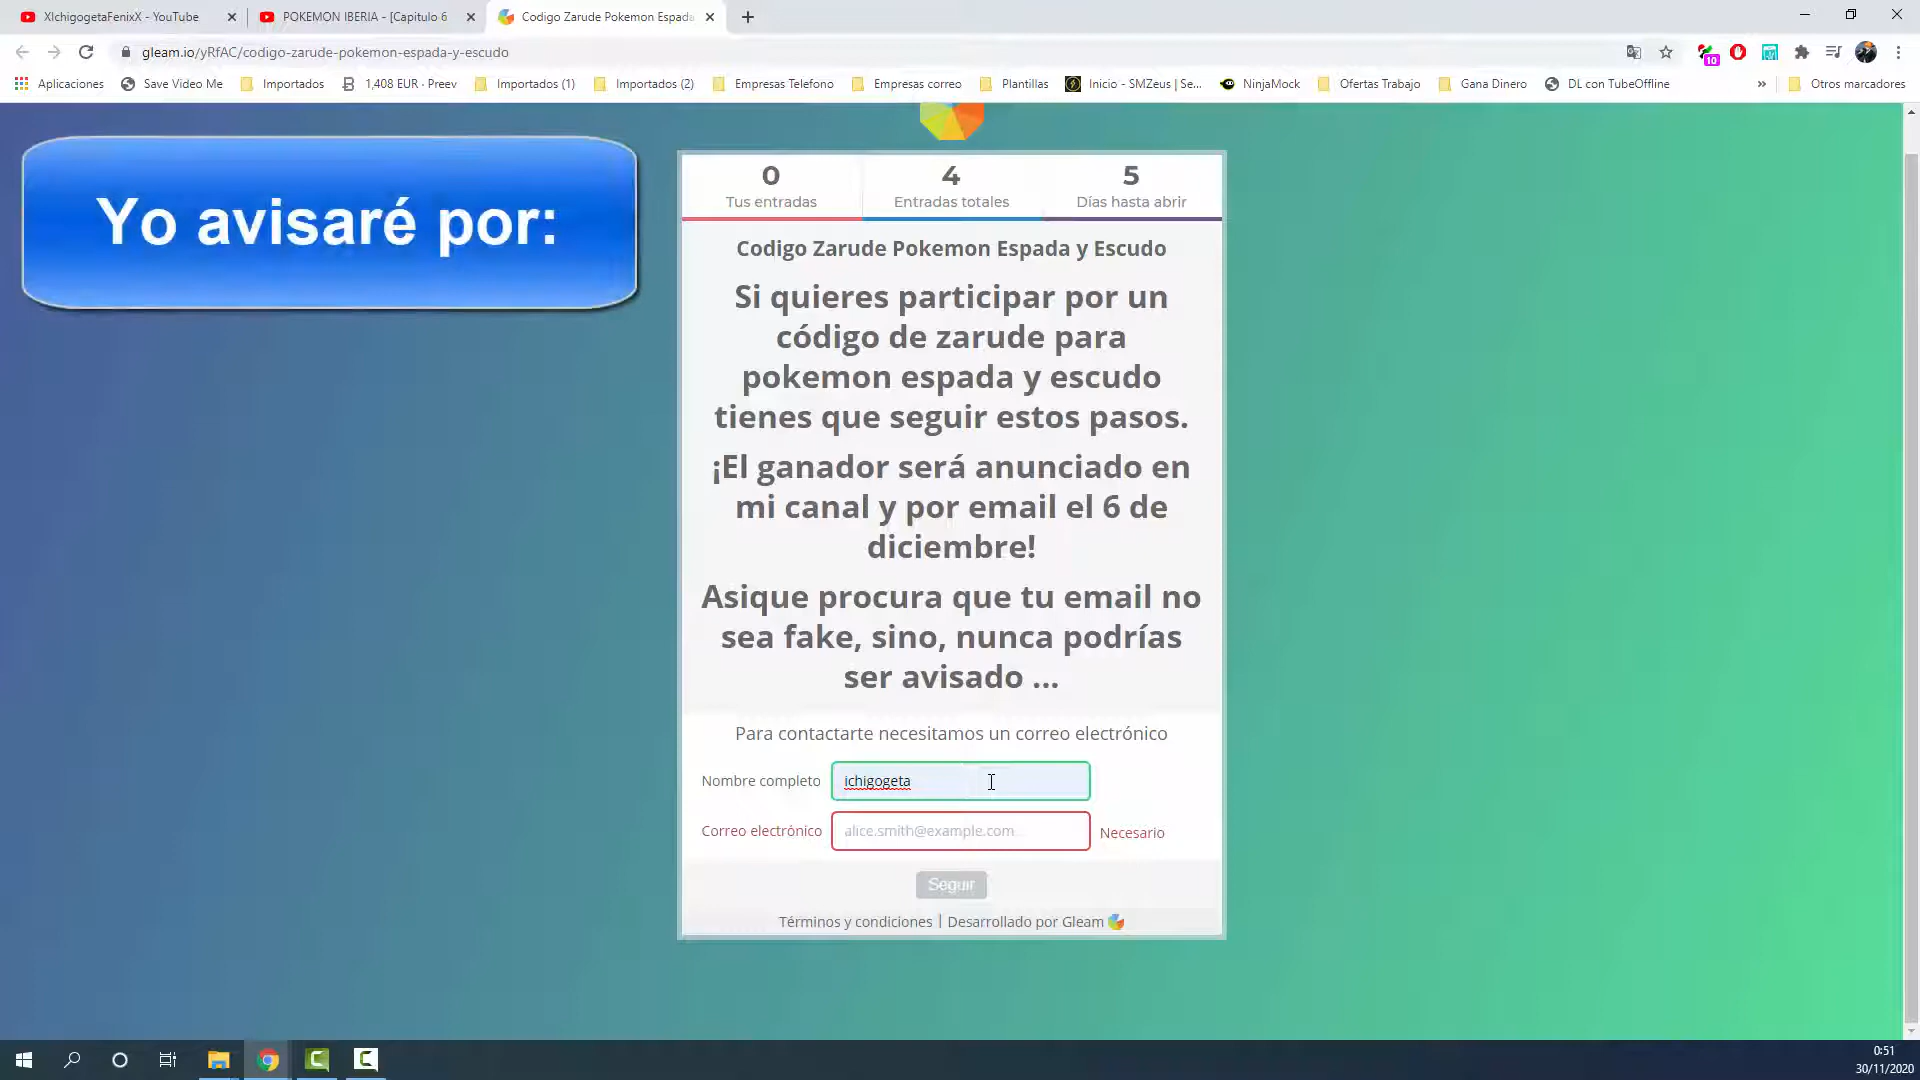 XIchigogetaFenixX - YouTube
POKEMON IBERIA - [Capitulo 6
Codigo Zarude Pokemon Espada
gleam.io/yRfAC/codigo-zarude-pokemon-espada-y-escudo
10
Aplicaciones
Save Video Me
Importados
1,408 EUR · Preev
Importados (1)
Importados (2)
Empresas Telefono
Empresas correo
Plantillas
Inicio - SMZeus | Se...
NinjaMock
Ofertas Trabajo
Gana Dinero
DL con TubeOffline
»
Otros marcadores
Yo avisaré por:
0
Tus entradas
4
Entradas totales
5
Días hasta abrir
Codigo Zarude Pokemon Espada y Escudo
Si quieres participar por un
código de zarude para
pokemon espada y escudo
tienes que seguir estos pasos.
¡El ganador será anunciado en
mi canal y por email el 6 de
diciembre!
Asique procura que tu email no
sea fake, sino, nunca podrías
ser avisado ...
Para contactarte necesitamos un correo electrónico
Nombre completo
ichigogeta
Correo electrónico
alice.smith@example.com
Necesario
Seguir
Términos y condiciones | Desarrollado por Gleam
0:51
30/11/2020